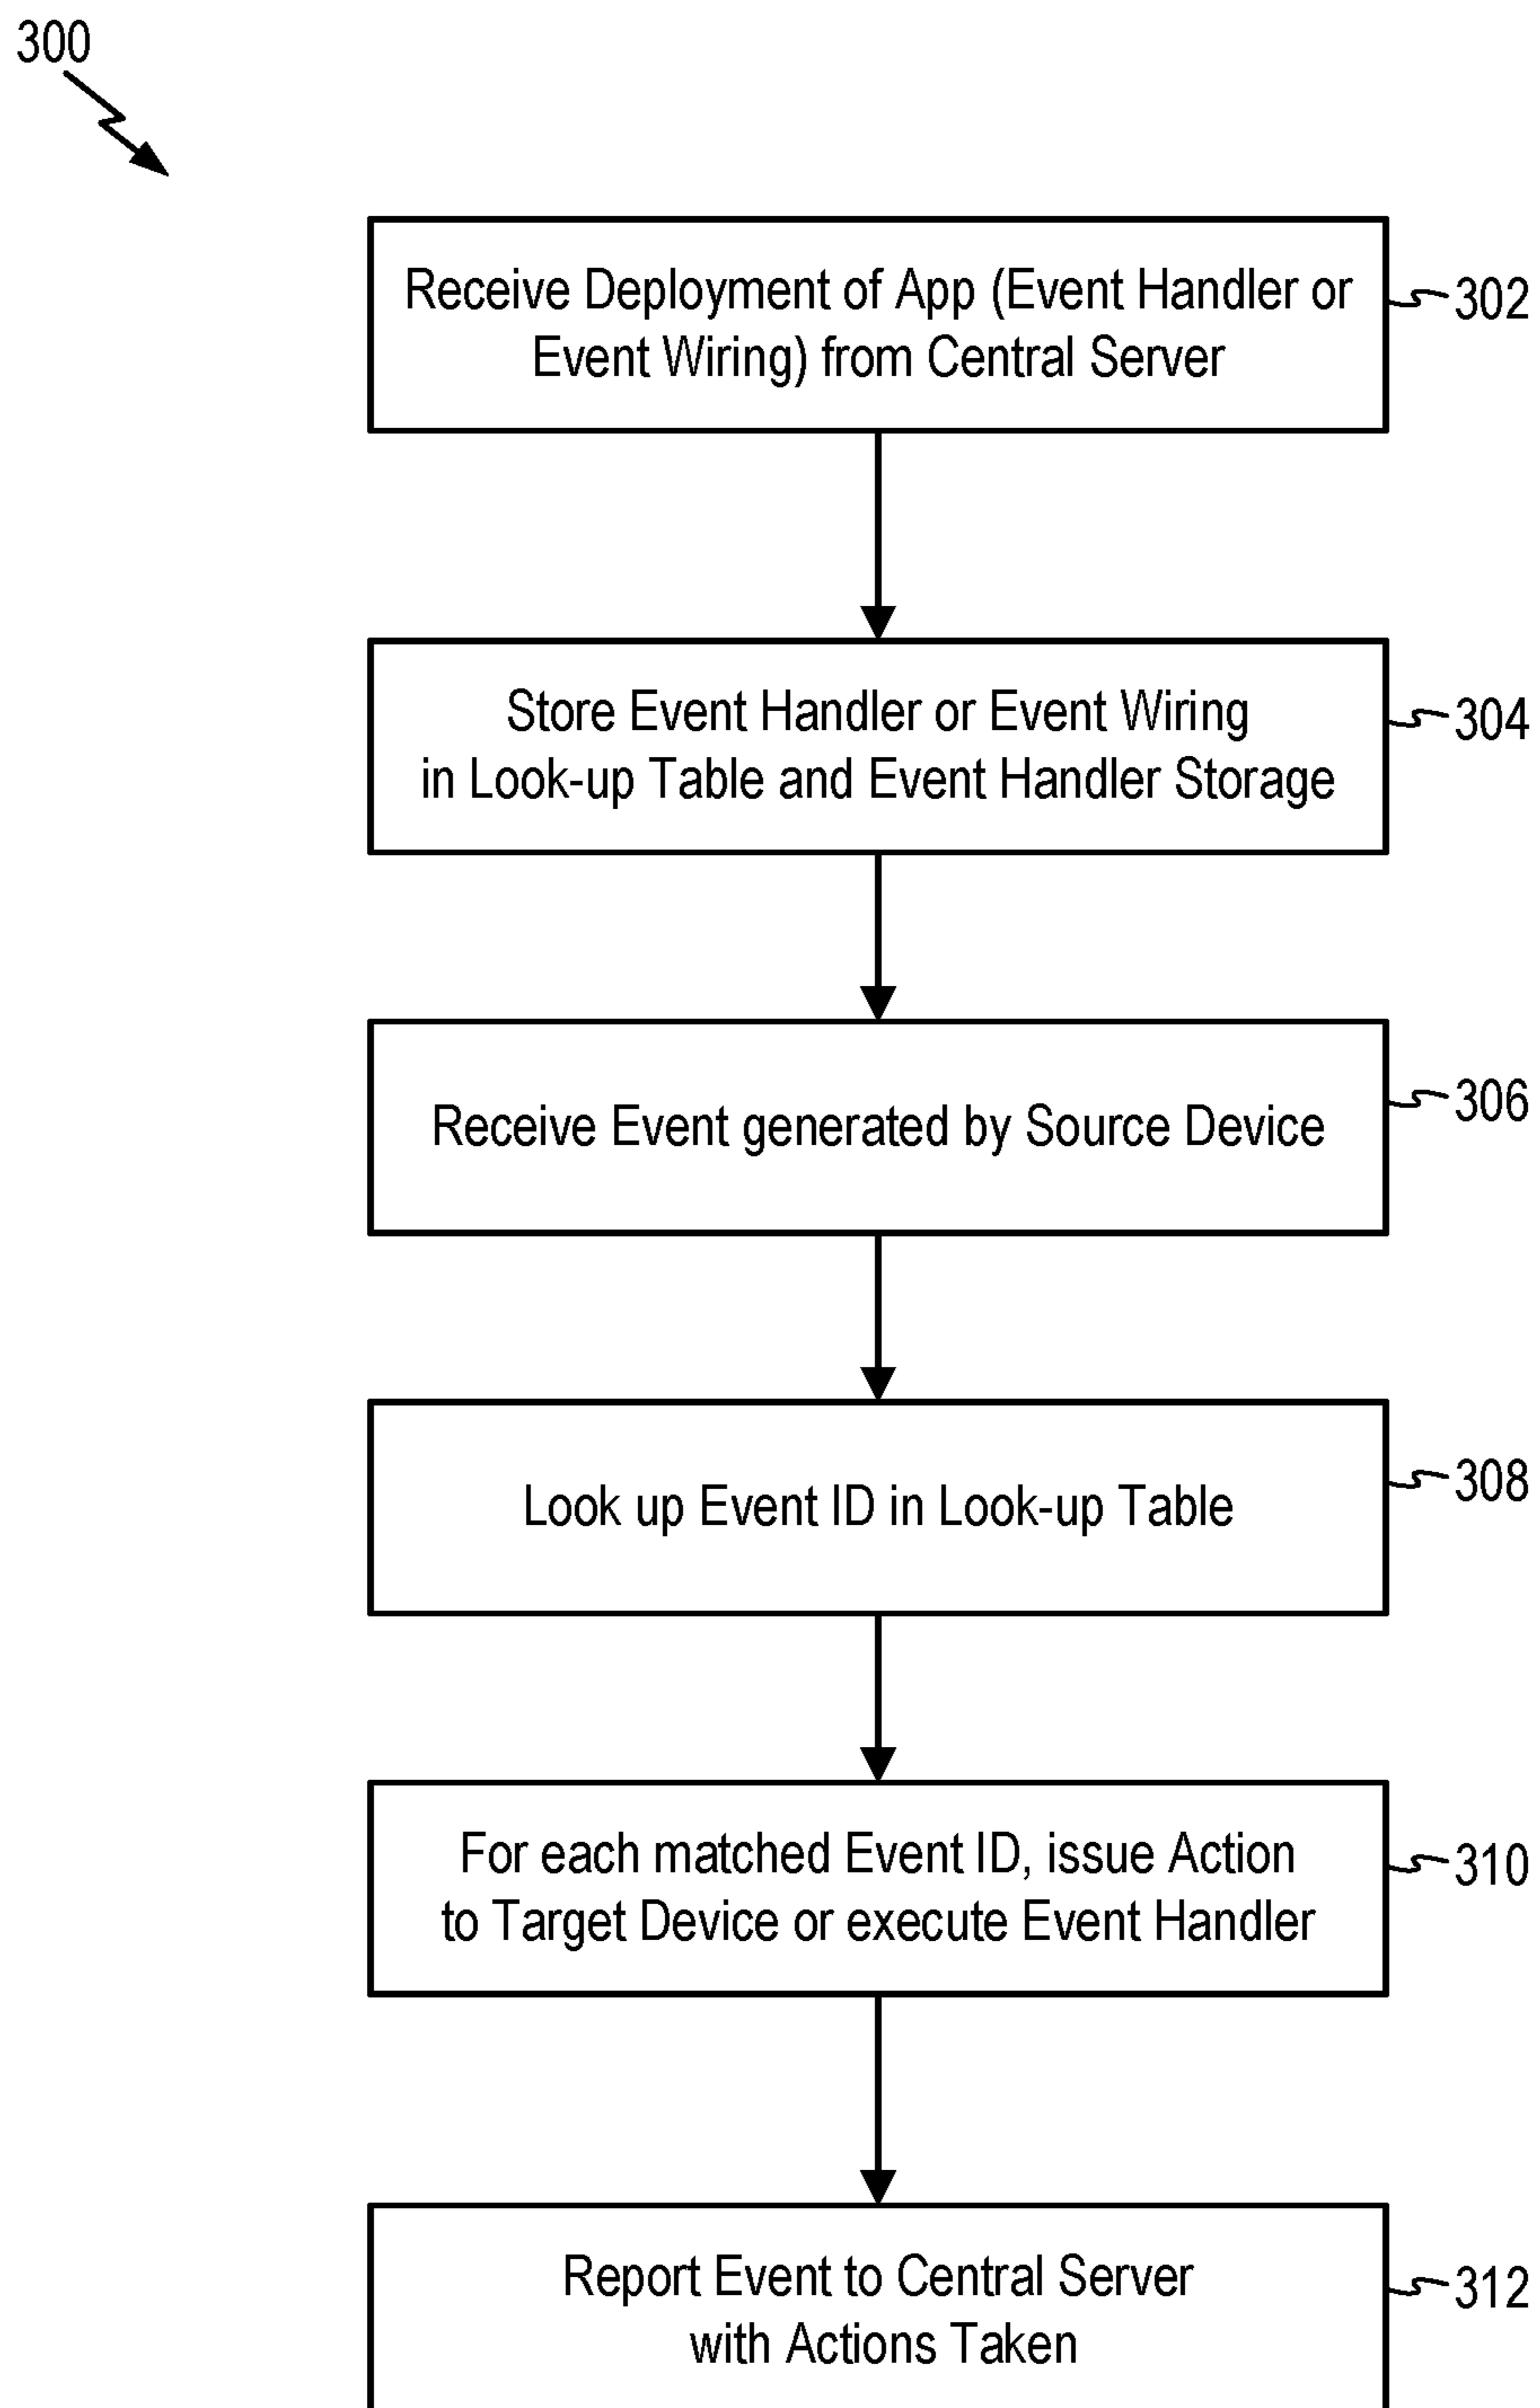 300
Receive Deployment of App (Event Handler or
Event Wiring) from Central Server
302
Store Event Handler or Event Wiring
in Look-up Table and Event Handler Storage
304
Receive Event generated by Source Device
306
Look up Event ID in Look-up Table
308
For each matched Event ID, issue Action
to Target Device or execute Event Handler
310
Report Event to Central Server
with Actions Taken
312